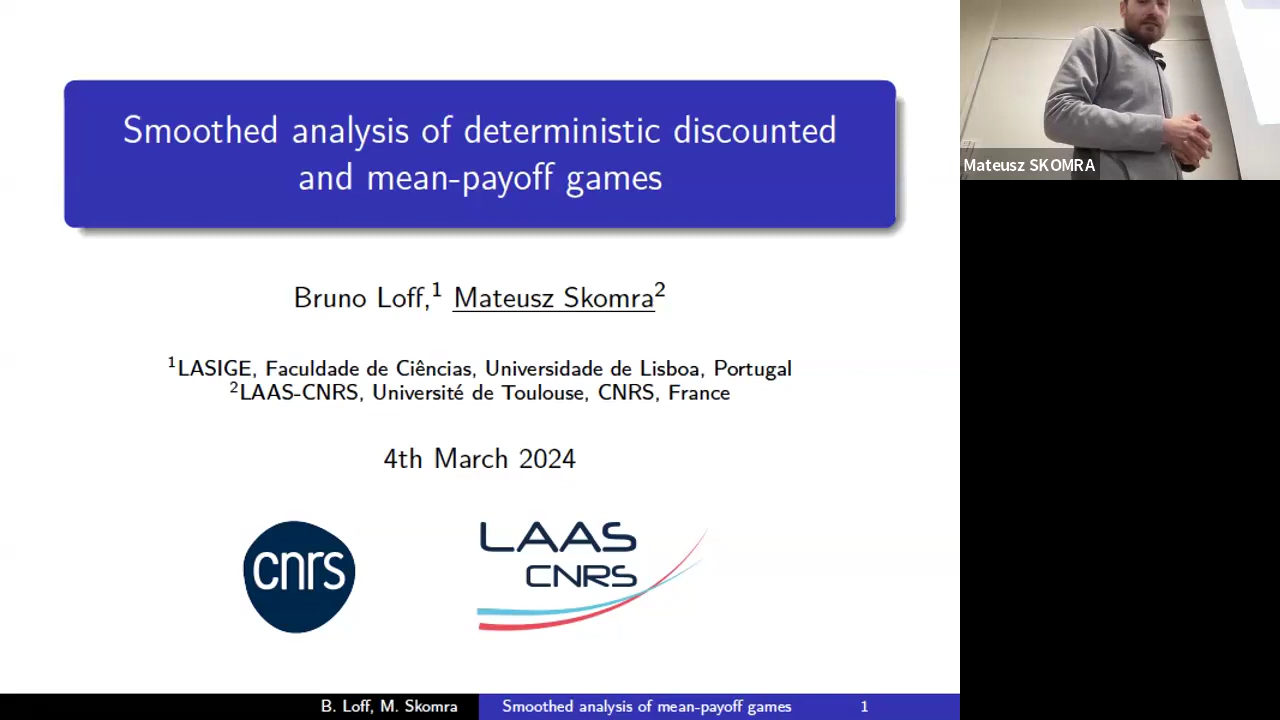 Smoothed analysis of deterministic discounted
and mean-payoff games
Bruno Loff,¹ Mateusz Skomra²
¹LASIGE, Faculdade de Ciências, Universidade de Lisboa, Portugal
²LAAS-CNRS, Université de Toulouse, CNRS, France
4th March 2024
cnrs
LAAS
CNRS
B. Loff, M. Skomra
Smoothed analysis of mean-payoff games
1
Mateusz SKOMRA